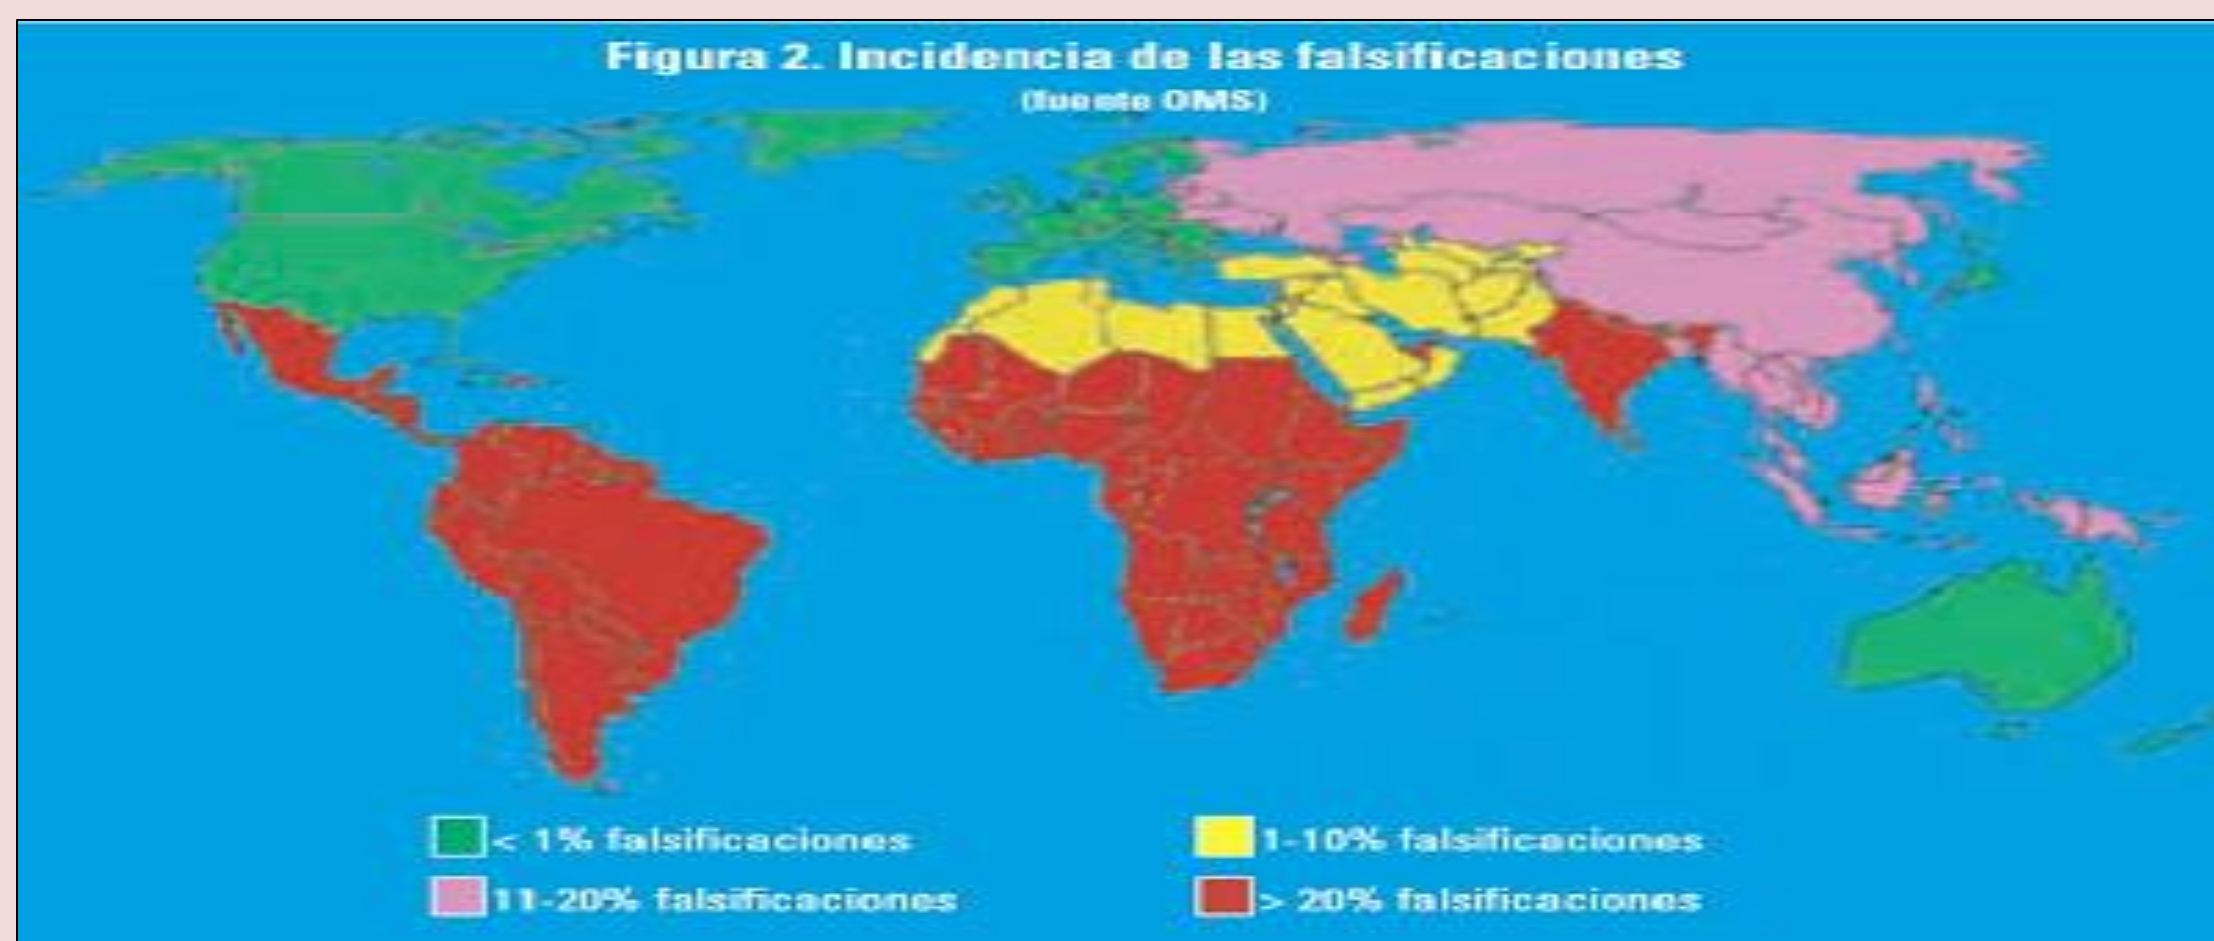 Figura 2. Incidencia de las falsificaciones
(fuente OMS)
< 1% falsificaciones
1-10% falsificaciones
11-20% falsificaciones
> 20% falsificaciones